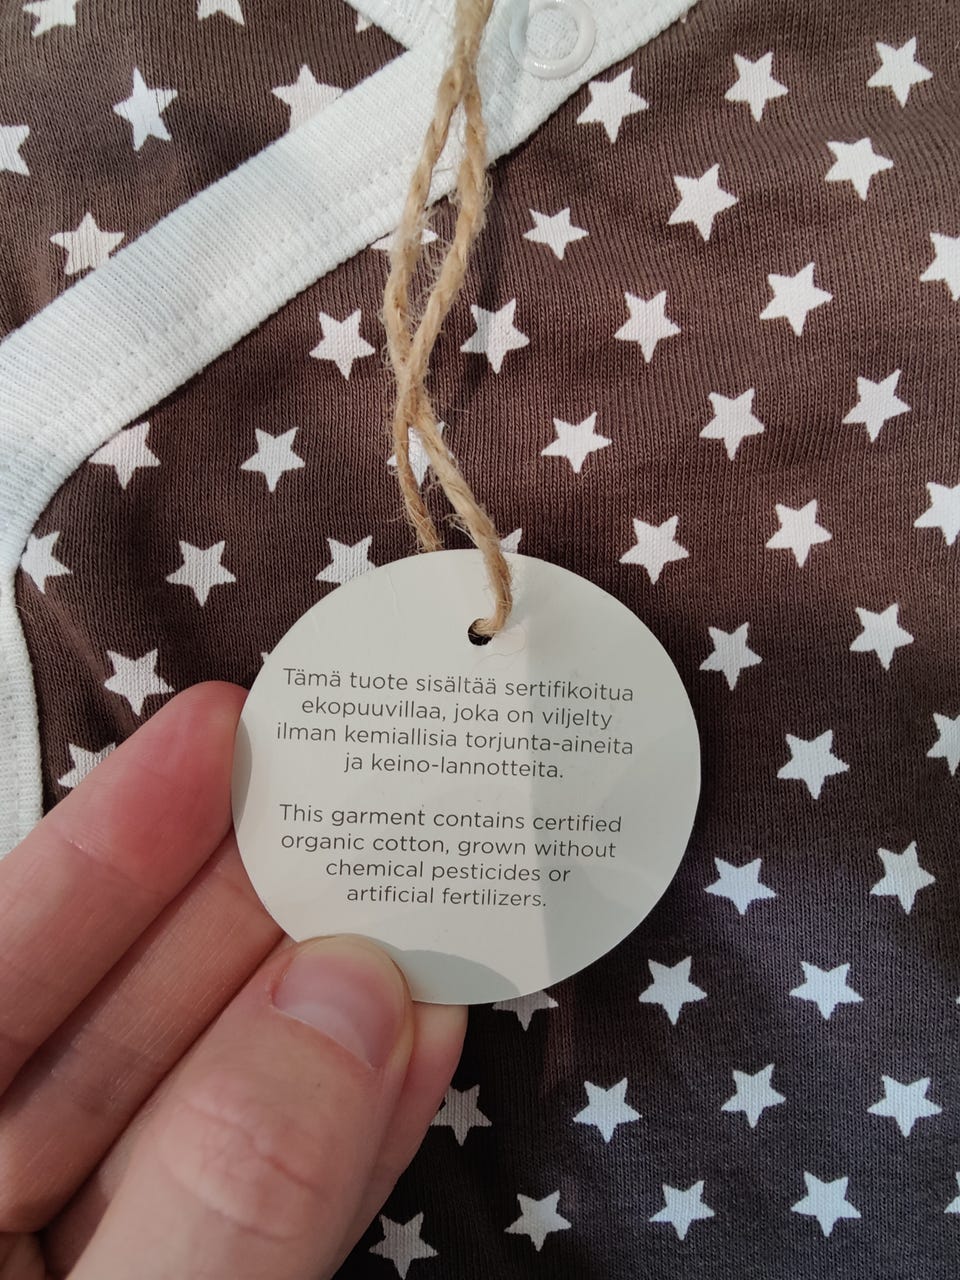 Tämä tuote sisältää sertifikoitua
ekopuuvillaa, joka on viljelty
ilman kemiallisia torjunta-aineita
ja keino-lannotteita.
This garment contains certified
organic cotton, grown without
chemical pesticides or
artificial fertilizers.